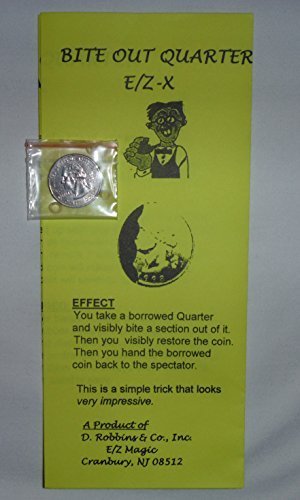 BITE OUT QUARTER
E/Z-X
EFFECT
You take a borrowed Quarter
and visibly bite a section out of it.
Then you visibly restore the coin.
Then you hand the borrowed
coin back to the spectator.
This is a simple trick that looks
very impressive.
A Product of
D. Robbins & Co., Inc.
E/Z Magic
Cranbury, NJ 08512